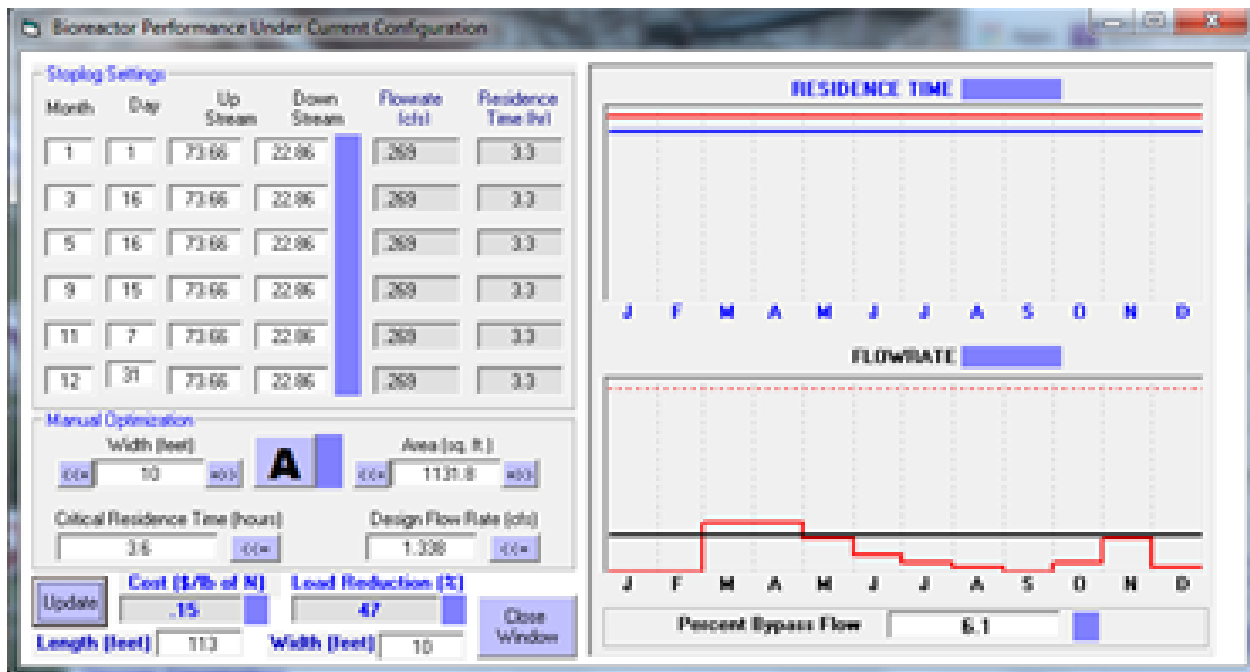 Bioreactor Performance Under Current Configuration
Stoplog Settings
Month Day Up Stream Down Stream Flowrate (cfs) Residence Time (hr)
1 1 73.66 22.86 .269 3.3
3 16 73.66 22.86 .269 3.3
5 16 73.66 22.86 .269 3.3
9 15 73.66 22.86 .269 3.3
11 7 73.66 22.86 .269 3.3
12 31 73.66 22.86 .269 3.3
Manual Optimization
Width (feet) A Area (sq. ft.)
<<= 10 =>> <<= 1131.8 =>>
Critical Residence Time (hours) Design Flow Rate (cfs)
3.6 <<= 1.338 <<=
Update Cost ($/lb of N) Load Reduction (%)
.15 47 Close Window
Length (feet) 113 Width (feet) 10
RESIDENCE TIME
J F M A M J J A S O N D
FLOWRATE
J F M A M J J A S O N D
Percent Bypass Flow 6.1